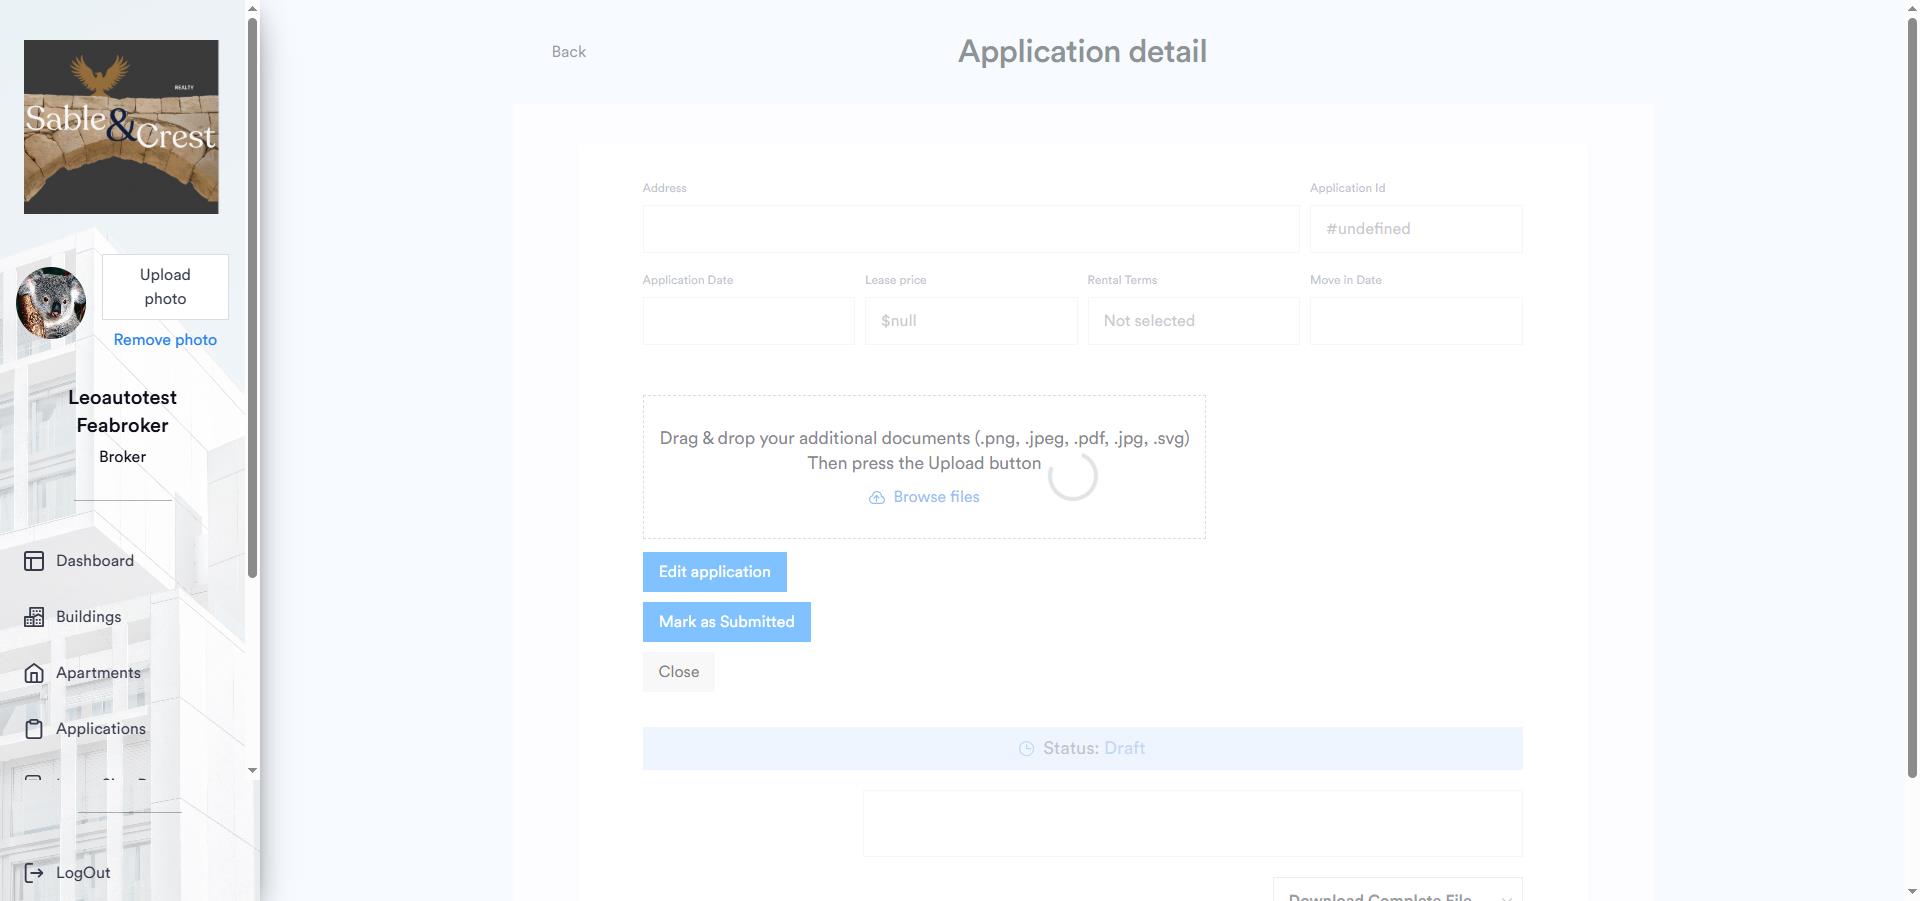 REALTY
Sable & Crest
Upload
photo
Remove photo
Leoautotest
Feabroker
Broker
Dashboard
Buildings
Apartments
Applications
LogOut
Back
Application detail
Address
Application Id
#undefined
Application Date
Lease price
Rental Terms
Move in Date
$null
Not selected
Drag & drop your additional documents (.png, .jpeg, .pdf, .jpg, .svg)
Then press the Upload button
Browse files
Edit application
Mark as Submitted
Close
Status: Draft
Download Complete File